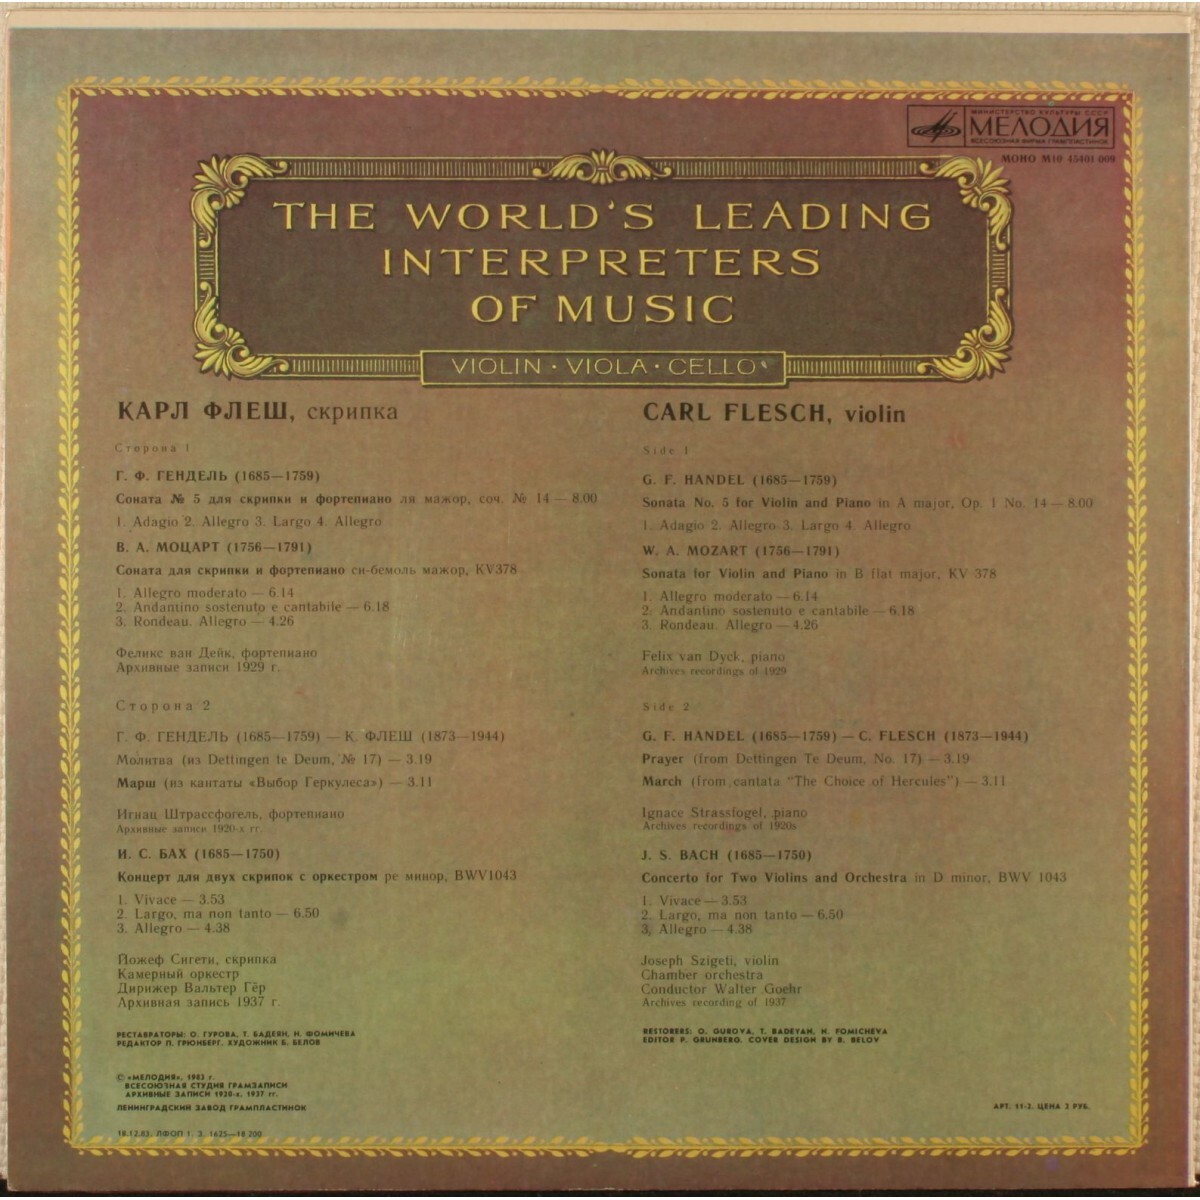 МИНИСТЕРСТВО КУЛЬТУРЫ СССР
МЕЛОДИЯ
ВСЕСОЮЗНАЯ ФИРМА ГРАМПЛАСТИНОК
МОНО М10 45401 009
THE WORLD'S LEADING
INTERPRETERS
OF MUSIC
VIOLIN · VIOLA · CELLO
КАРЛ ФЛЕШ, скрипка
Сторона 1
Г. Ф. ГЕНДЕЛЬ (1685—1759)
Соната № 5 для скрипки и фортепиано ля мажор, соч. № 14 — 8.00
1. Adagio 2. Allegro 3. Largo 4. Allegro
В. А. МОЦАРТ (1756—1791)
Соната для скрипки и фортепиано си-бемоль мажор, KV378
1. Allegro moderato — 6.14
2. Andantino sostenuto e cantabile — 6.18
3. Rondeau. Allegro — 4.26
Феликс ван Дейк, фортепиано
Архивные записи 1929 г.
Сторона 2
Г. Ф. ГЕНДЕЛЬ (1685—1759) — К. ФЛЕШ (1873—1944)
Молитва (из Dettingen te Deum, № 17) — 3.19
Марш (из кантаты «Выбор Геркулеса») — 3.11
Игнац Штрассфогель, фортепиано
Архивные записи 1920-х гг.
И. С. БАХ (1685—1750)
Концерт для двух скрипок с оркестром ре минор, BWV1043
1. Vivace — 3.53
2. Largo, ma non tanto — 6.50
3. Allegro — 4.38
Йожеф Сигети, скрипка
Камерный оркестр
Дирижер Вальтер Гёр
Архивная запись 1937 г.
РЕСТАВРАТОРЫ: О. ГУРОВА, Т. БАДЕЯН, Н. ФОМИЧЕВА
РЕДАКТОР П. ГРЮНБЕРГ. ХУДОЖНИК Б. БЕЛОВ
© «МЕЛОДИЯ», 1983 г.
ВСЕСОЮЗНАЯ СТУДИЯ ГРАМЗАПИСИ
АРХИВНЫЕ ЗАПИСИ 1920-х, 1937 гг.
ЛЕНИНГРАДСКИЙ ЗАВОД ГРАМПЛАСТИНОК
18.12.83. ЛФОП 1. З. 1625—18 200
CARL FLESCH, violin
Side 1
G. F. HANDEL (1685—1759)
Sonata No. 5 for Violin and Piano in A major, Op. 1 No. 14 — 8.00
1. Adagio 2. Allegro 3. Largo 4. Allegro
W. A. MOZART (1756—1791)
Sonata for Violin and Piano in B flat major, KV 378
1. Allegro moderato — 6.14
2. Andantino sostenuto e cantabile — 6.18
3. Rondeau. Allegro — 4.26
Felix van Dyck, piano
Archives recordings of 1929
Side 2
G. F. HANDEL (1685—1759) — C. FLESCH (1873—1944)
Prayer (from Dettingen Te Deum, No. 17) — 3.19
March (from cantata "The Choice of Hercules") — 3.11
Ignace Strassfogel, piano
Archives recordings of 1920s
J. S. BACH (1685—1750)
Concerto for Two Violins and Orchestra in D minor, BWV 1043
1. Vivace — 3.53
2. Largo, ma non tanto — 6.50
3. Allegro — 4.38
Joseph Szigeti, violin
Chamber orchestra
Conductor Walter Goehr
Archives recording of 1937
RESTORERS: O. GUROVA, T. BADEYAN, N. FOMICHEVA
EDITOR P. GRUNBERG. COVER DESIGN BY B. BELOV
АРТ. 11-2. ЦЕНА 2 РУБ.